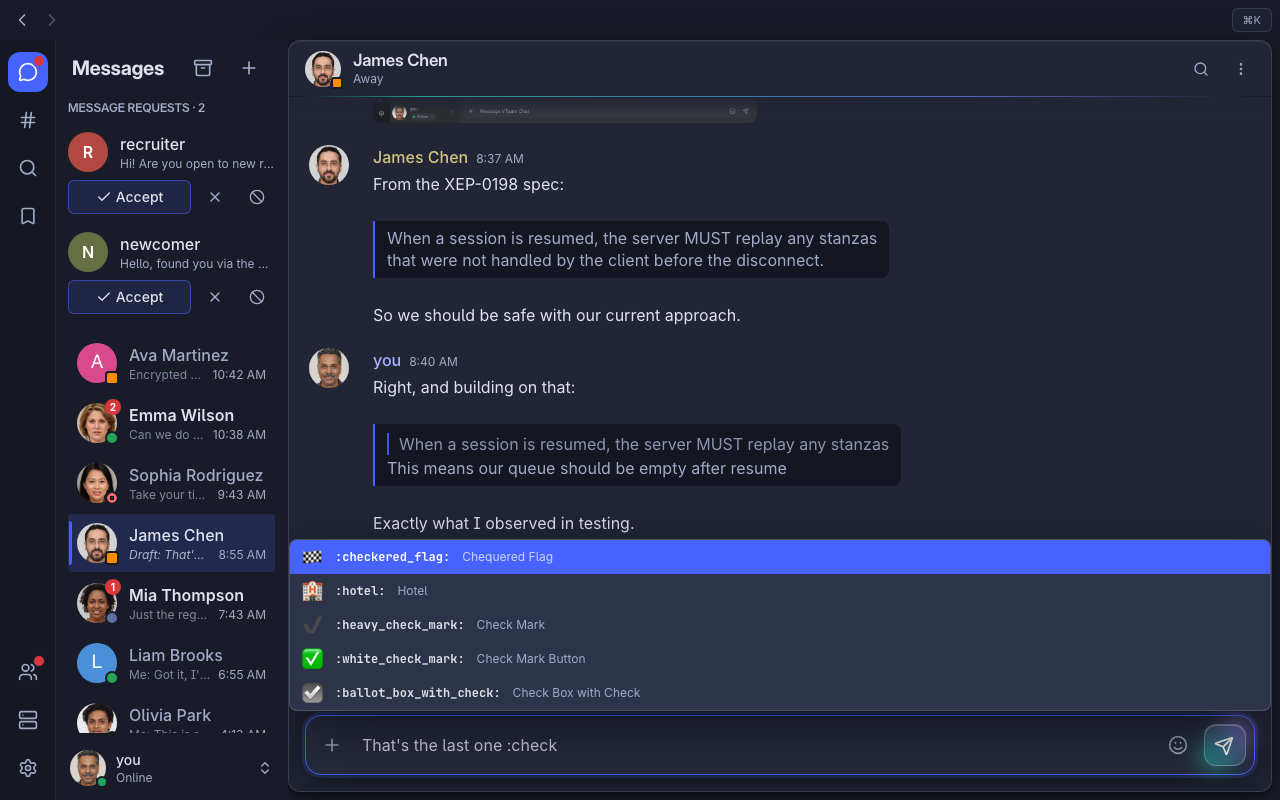 ⌘K
Messages
MESSAGE REQUESTS · 2
R
recruiter
Hi! Are you open to new r...
Accept
N
newcomer
Hello, found you via the ...
Accept
A
Ava Martinez
Encrypted ... 10:42 AM
2
Emma Wilson
Can we do ... 10:38 AM
Sophia Rodriguez
Take your ti... 9:43 AM
James Chen
Draft: That'... 8:55 AM
1
Mia Thompson
Just the reg... 7:43 AM
L
Liam Brooks
Me: Got it, I'... 6:55 AM
Olivia Park
you
Online
James Chen
Away
James Chen 8:37 AM
From the XEP-0198 spec:
When a session is resumed, the server MUST replay any stanzas
that were not handled by the client before the disconnect.
So we should be safe with our current approach.
you 8:40 AM
Right, and building on that:
When a session is resumed, the server MUST replay any stanzas
This means our queue should be empty after resume
Exactly what I observed in testing.
:checkered_flag: Chequered Flag
:hotel: Hotel
:heavy_check_mark: Check Mark
:white_check_mark: Check Mark Button
:ballot_box_with_check: Check Box with Check
That's the last one :check